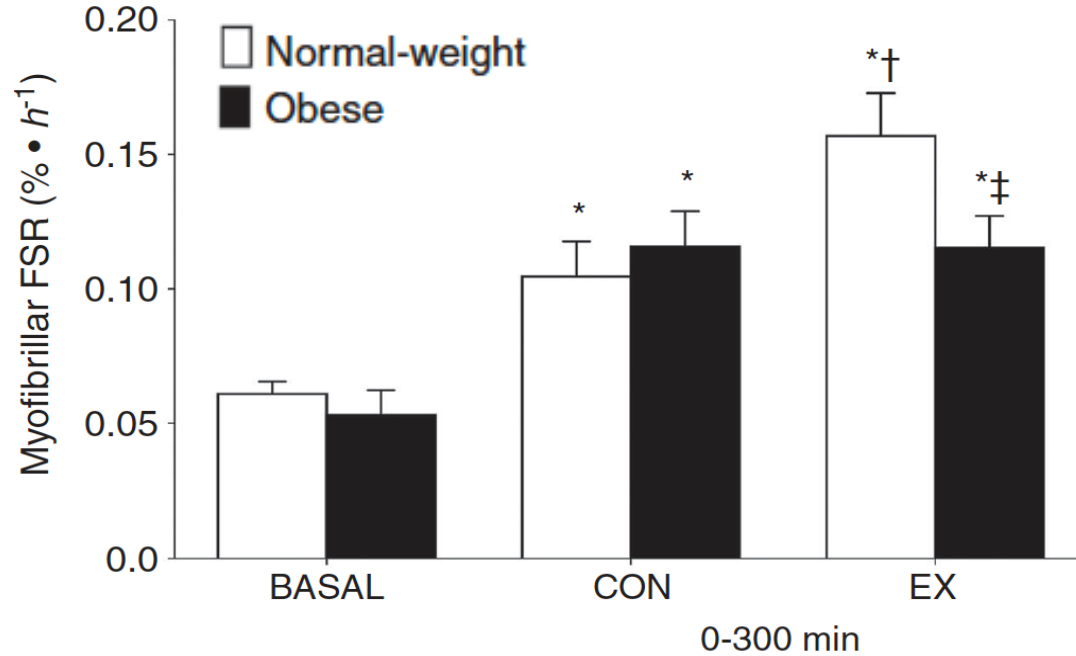 Myofibrillar FSR (% • h⁻¹)
0.20
0.15
0.10
0.05
0.0
Normal-weight
Obese
*
*
*†
*‡
BASAL
CON
EX
0-300 min